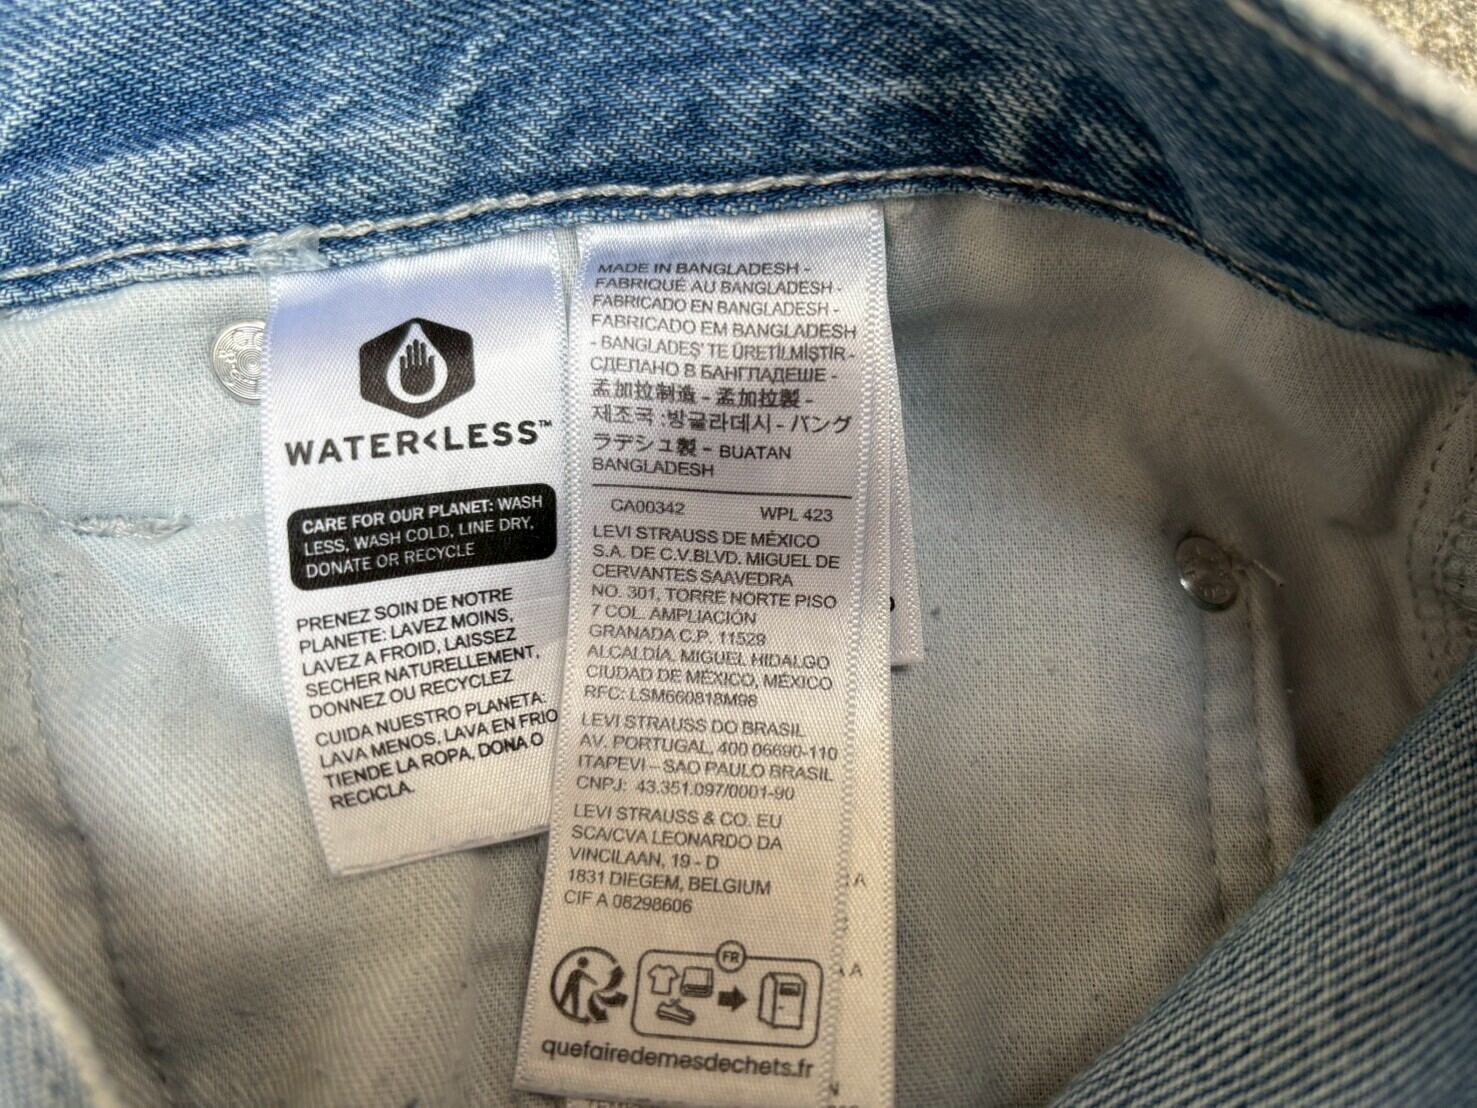 WATER<LESS™
CARE FOR OUR PLANET: WASH
LESS, WASH COLD, LINE DRY,
DONATE OR RECYCLE
PRENEZ SOIN DE NOTRE
PLANETE: LAVEZ MOINS,
LAVEZ A FROID, LAISSEZ
SECHER NATURELLEMENT,
DONNEZ OU RECYCLEZ
CUIDA NUESTRO PLANETA:
LAVA MENOS, LAVA EN FRIO
TIENDE LA ROPA, DONA O
RECICLA.
MADE IN BANGLADESH -
FABRIQUÉ AU BANGLADESH -
FABRICADO EN BANGLADESH -
FABRICADO EM BANGLADESH
- BANGLADEŞ'TE ÜRETİLMİŞTİR -
СДЕЛАНО В БАНГЛАДЕШЕ -
孟加拉制造 - 孟加拉製 -
제조국 :방글라데시 - バング
ラデシュ製 - BUATAN
BANGLADESH
CA00342 WPL 423
LEVI STRAUSS DE MÉXICO
S.A. DE C.V.BLVD. MIGUEL DE
CERVANTES SAAVEDRA
NO. 301, TORRE NORTE PISO
7 COL. AMPLIACIÓN
GRANADA C.P. 11529
ALCALDÍA, MIGUEL HIDALGO
CIUDAD DE MÉXICO, MÉXICO
RFC: LSM660818M98
LEVI STRAUSS DO BRASIL
AV. PORTUGAL, 400 06690-110
ITAPEVI – SAO PAULO BRASIL
CNPJ: 43.351.097/0001-90
LEVI STRAUSS & CO. EU
SCA/CVA LEONARDO DA
VINCILAAN, 19 - D
1831 DIEGEM, BELGIUM
CIF A 08298606
FR
quefairedemesdechets.fr